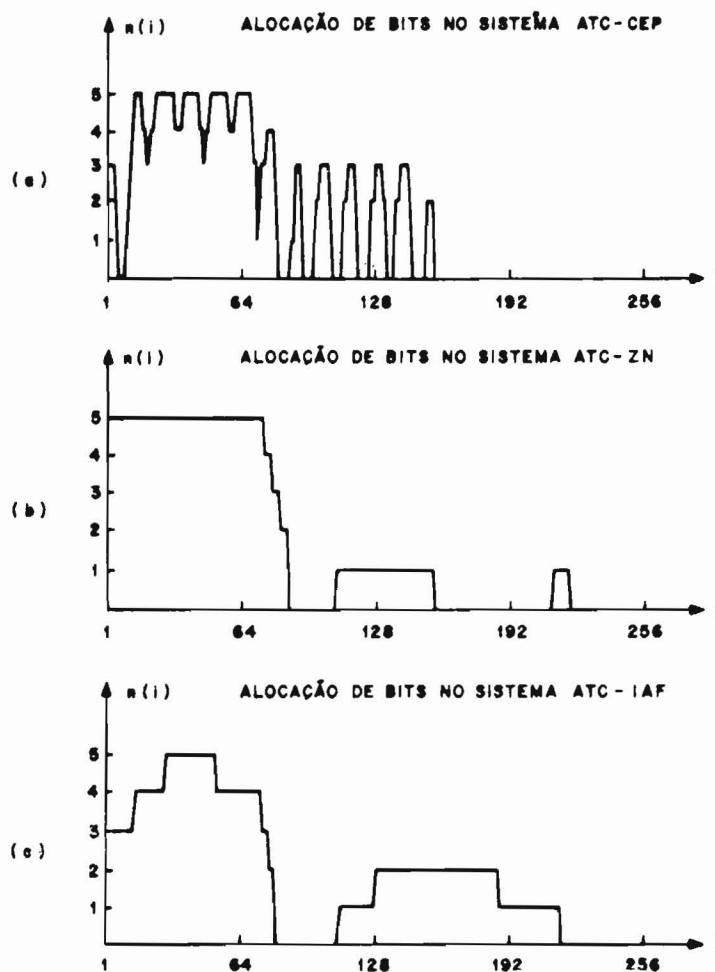 n(i) ALOCAÇÃO DE BITS NO SISTEMA ATC-CEP
5
4
3
(a)
2
1
1 64 128 192 256
n(i) ALOCAÇÃO DE BITS NO SISTEMA ATC-ZN
5
4
3
(b)
2
1
1 64 128 192 256
n(i) ALOCAÇÃO DE BITS NO SISTEMA ATC-IAF
5
4
3
(c)
2
1
1 64 128 192 256